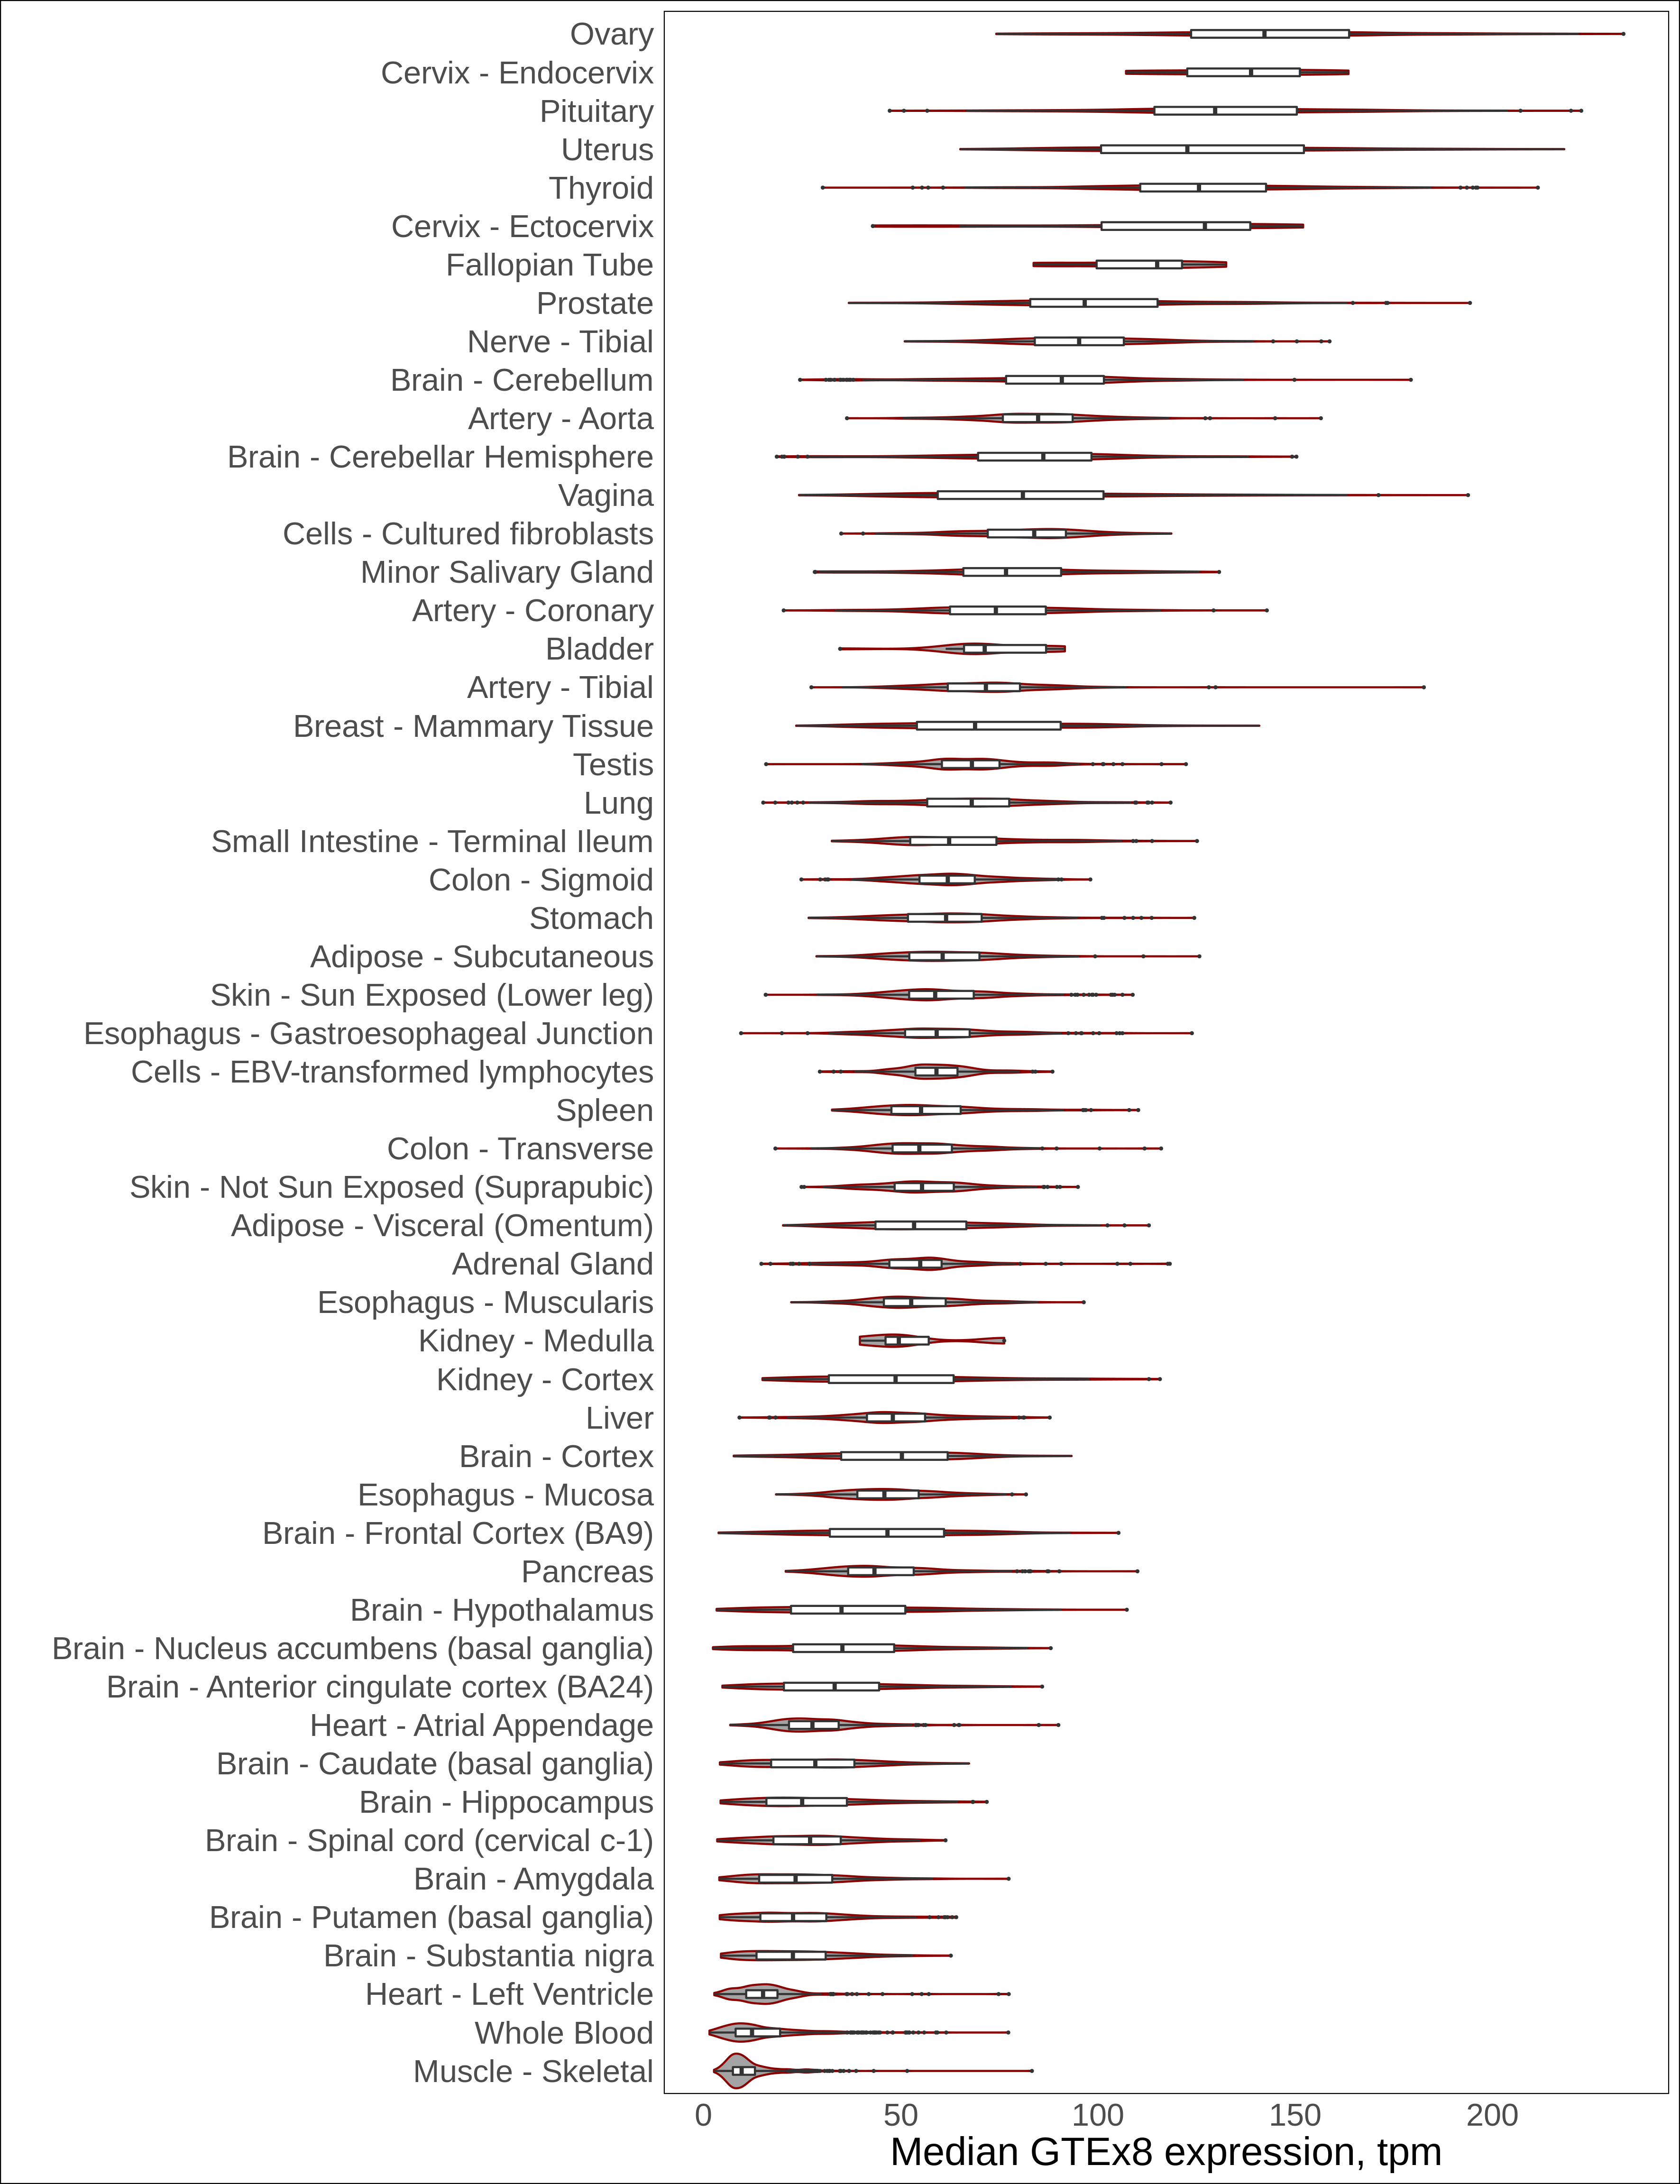 Ovary
Cervix - Endocervix
Pituitary
Uterus
Thyroid
Cervix - Ectocervix
Fallopian Tube
Prostate
Nerve - Tibial
Brain - Cerebellum
Artery - Aorta
Brain - Cerebellar Hemisphere
Vagina
Cells - Cultured fibroblasts
Minor Salivary Gland
Artery - Coronary
Bladder
Artery - Tibial
Breast - Mammary Tissue
Testis
Lung
Small Intestine - Terminal Ileum
Colon - Sigmoid
Stomach
Adipose - Subcutaneous
Skin - Sun Exposed (Lower leg)
Esophagus - Gastroesophageal Junction
Cells - EBV-transformed lymphocytes
Spleen
Colon - Transverse
Skin - Not Sun Exposed (Suprapubic)
Adipose - Visceral (Omentum)
Adrenal Gland
Esophagus - Muscularis
Kidney - Medulla
Kidney - Cortex
Liver
Brain - Cortex
Esophagus - Mucosa
Brain - Frontal Cortex (BA9)
Pancreas
Brain - Hypothalamus
Brain - Nucleus accumbens (basal ganglia)
Brain - Anterior cingulate cortex (BA24)
Heart - Atrial Appendage
Brain - Caudate (basal ganglia)
Brain - Hippocampus
Brain - Spinal cord (cervical c-1)
Brain - Amygdala
Brain - Putamen (basal ganglia)
Brain - Substantia nigra
Heart - Left Ventricle
Whole Blood
Muscle - Skeletal
0 50 100 150 200
Median GTEx8 expression, tpm